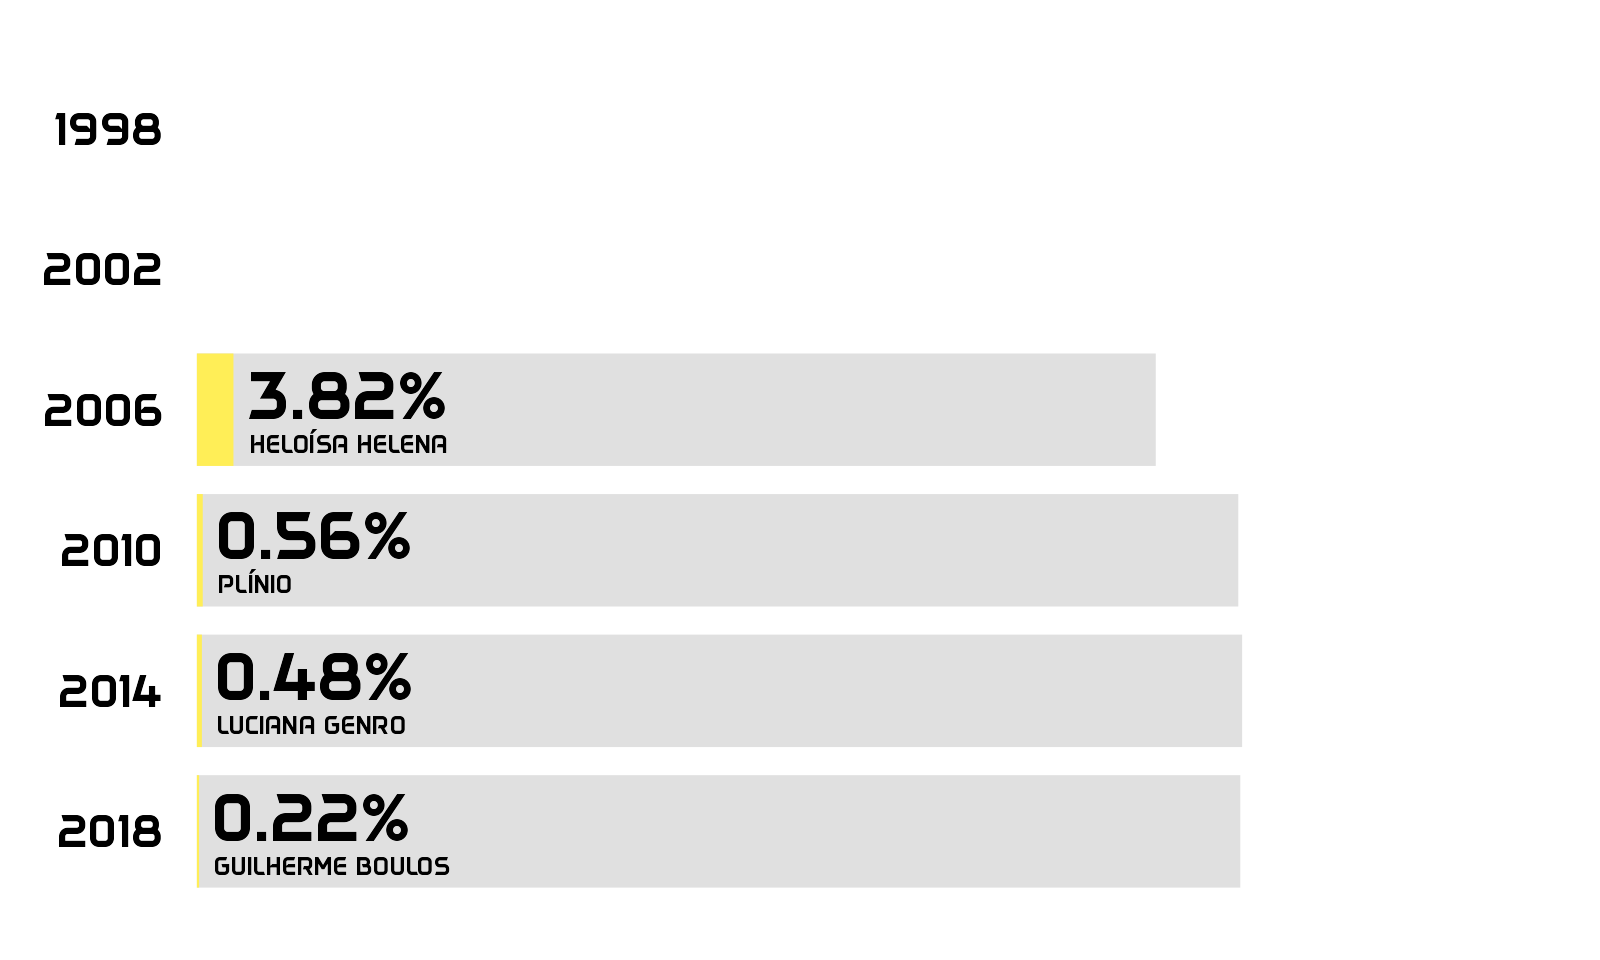 1998
2002
2006
3.82%
HELOÍSA HELENA
2010
0.56%
PLÍNIO
2014
0.48%
LUCIANA GENRO
2018
0.22%
GUILHERME BOULOS